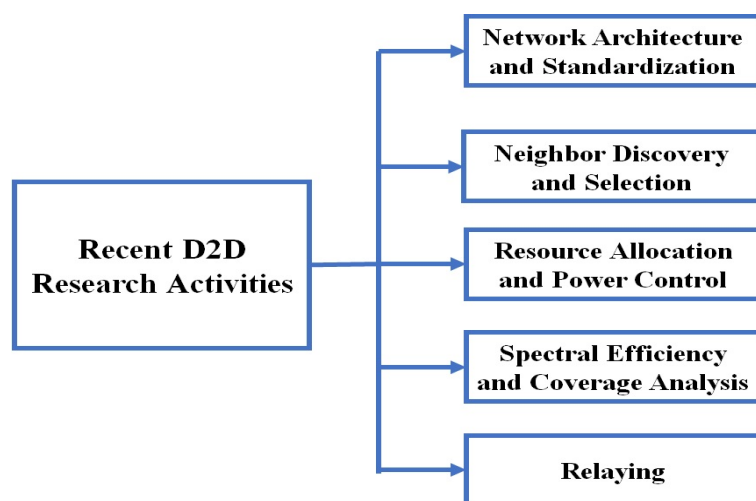 Network Architecture
and Standardization
Neighbor Discovery
and Selection
Recent D2D
Research Activities
Resource Allocation
and Power Control
Spectral Efficiency
and Coverage Analysis
Relaying